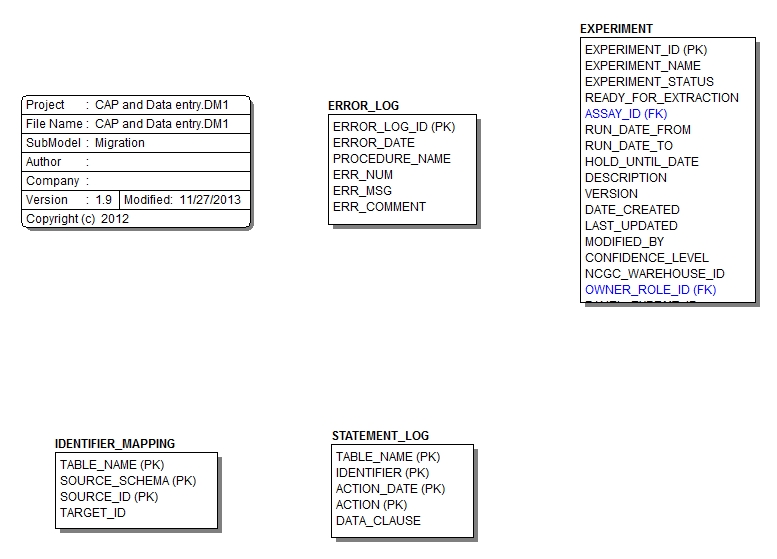 Project : CAP and Data entry.DM1
File Name : CAP and Data entry.DM1
SubModel : Migration
Author :
Company :
Version : 1.9 Modified: 11/27/2013
Copyright (c) 2012
ERROR_LOG
ERROR_LOG_ID (PK)
ERROR_DATE
PROCEDURE_NAME
ERR_NUM
ERR_MSG
ERR_COMMENT
EXPERIMENT
EXPERIMENT_ID (PK)
EXPERIMENT_NAME
EXPERIMENT_STATUS
READY_FOR_EXTRACTION
ASSAY_ID (FK)
RUN_DATE_FROM
RUN_DATE_TO
HOLD_UNTIL_DATE
DESCRIPTION
VERSION
DATE_CREATED
LAST_UPDATED
MODIFIED_BY
CONFIDENCE_LEVEL
NCGC_WAREHOUSE_ID
OWNER_ROLE_ID (FK)
IDENTIFIER_MAPPING
TABLE_NAME (PK)
SOURCE_SCHEMA (PK)
SOURCE_ID (PK)
TARGET_ID
STATEMENT_LOG
TABLE_NAME (PK)
IDENTIFIER (PK)
ACTION_DATE (PK)
ACTION (PK)
DATA_CLAUSE